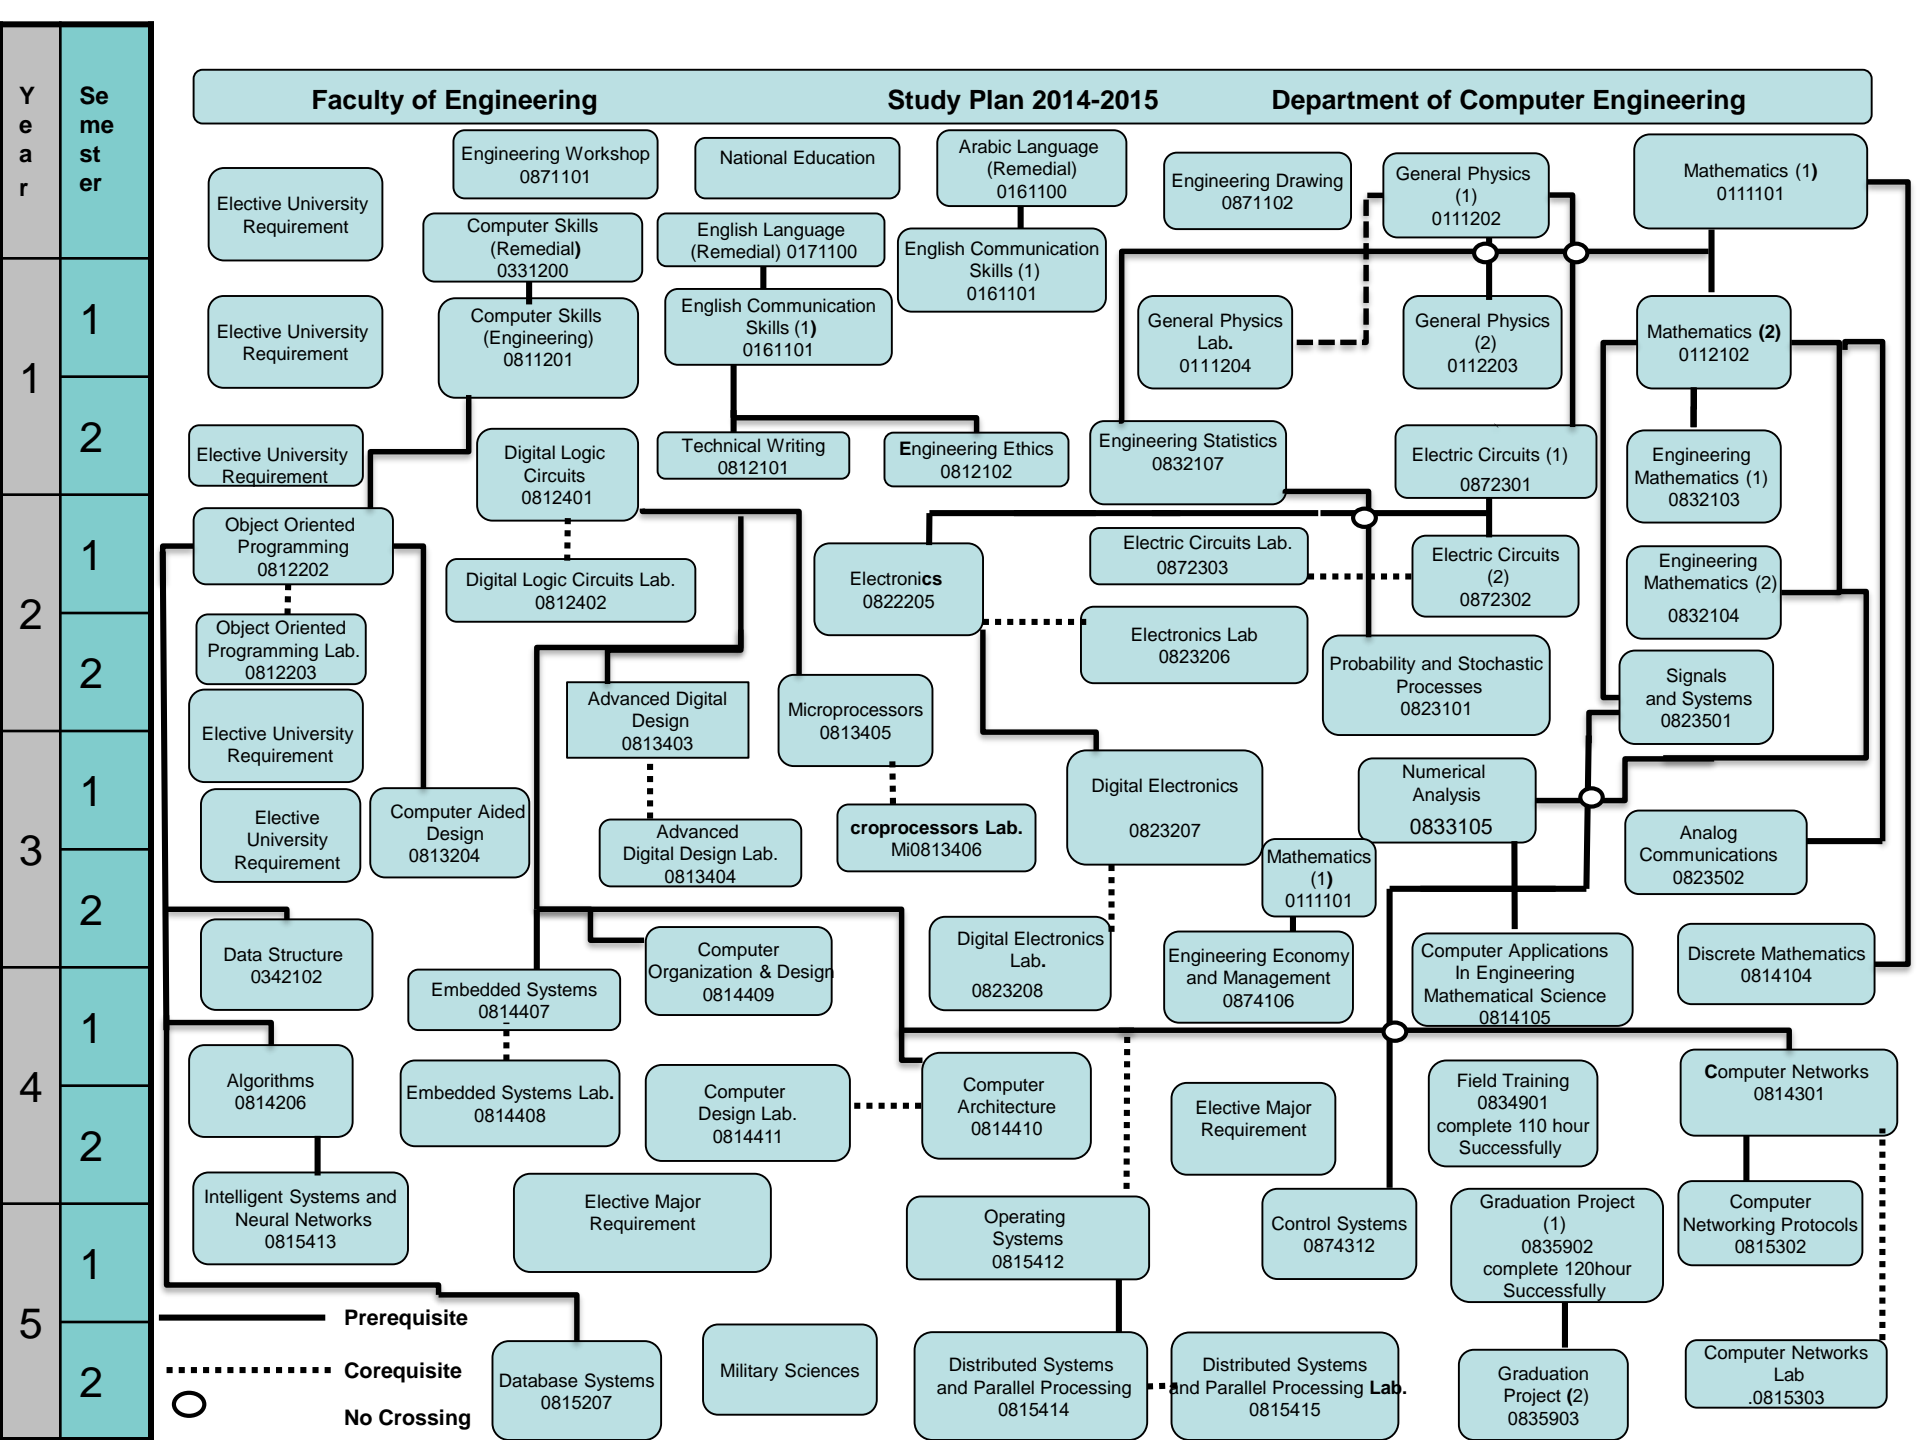 Y
e
a
r
Se
me
st
er
Faculty of Engineering Study Plan 2014-2015 Department of Computer Engineering
Elective University
Requirement
Engineering Workshop
0871101
National Education
Arabic Language
(Remedial)
0161100
Engineering Drawing
0871102
General Physics
(1)
0111202
Mathematics (1)
0111101
Computer Skills
(Remedial)
0331200
English Language
(Remedial) 0171100
English Communication
Skills (1)
0161101
1
1
2
Elective University
Requirement
Computer Skills
(Engineering)
0811201
English Communication
Skills (1)
0161101
General Physics
Lab.
0111204
General Physics
(2)
0112203
Mathematics (2)
0112102
Elective University
Requirement
Digital Logic
Circuits
0812401
Technical Writing
0812101
Engineering Ethics
0812102
Engineering Statistics
0832107
Electric Circuits (1)
0872301
Engineering
Mathematics (1)
0832103
2
1
2
Object Oriented
Programming
0812202
Digital Logic Circuits Lab.
0812402
Electronics
0822205
Electric Circuits Lab.
0872303
Electric Circuits
(2)
0872302
Engineering
Mathematics (2)
0832104
Object Oriented
Programming Lab.
0812203
Electronics Lab
0823206
Probability and Stochastic
Processes
0823101
Signals
and Systems
0823501
Elective University
Requirement
Advanced Digital
Design
0813403
Microprocessors
0813405
3
1
2
Elective
University
Requirement
Computer Aided
Design
0813204
Advanced
Digital Design Lab.
0813404
croprocessors Lab.
Mi0813406
Digital Electronics
0823207
Numerical
Analysis
0833105
Mathematics
(1)
0111101
Analog
Communications
0823502
Data Structure
0342102
Computer
Organization & Design
0814409
Digital Electronics
Lab.
0823208
Engineering Economy
and Management
0874106
Computer Applications
In Engineering
Mathematical Science
0814105
Discrete Mathematics
0814104
4
1
2
Embedded Systems
0814407
Algorithms
0814206
Embedded Systems Lab.
0814408
Computer
Design Lab.
0814411
Computer
Architecture
0814410
Elective Major
Requirement
Field Training
0834901
complete 110 hour
Successfully
Computer Networks
0814301
Intelligent Systems and
Neural Networks
0815413
Elective Major
Requirement
Operating
Systems
0815412
Control Systems
0874312
Graduation Project
(1)
0835902
complete 120hour
Successfully
Computer
Networking Protocols
0815302
5
1
2
Prerequisite
Corequisite
No Crossing
Database Systems
0815207
Military Sciences
Distributed Systems
and Parallel Processing
0815414
Distributed Systems
and Parallel Processing Lab.
0815415
Graduation
Project (2)
0835903
Computer Networks
Lab
.0815303